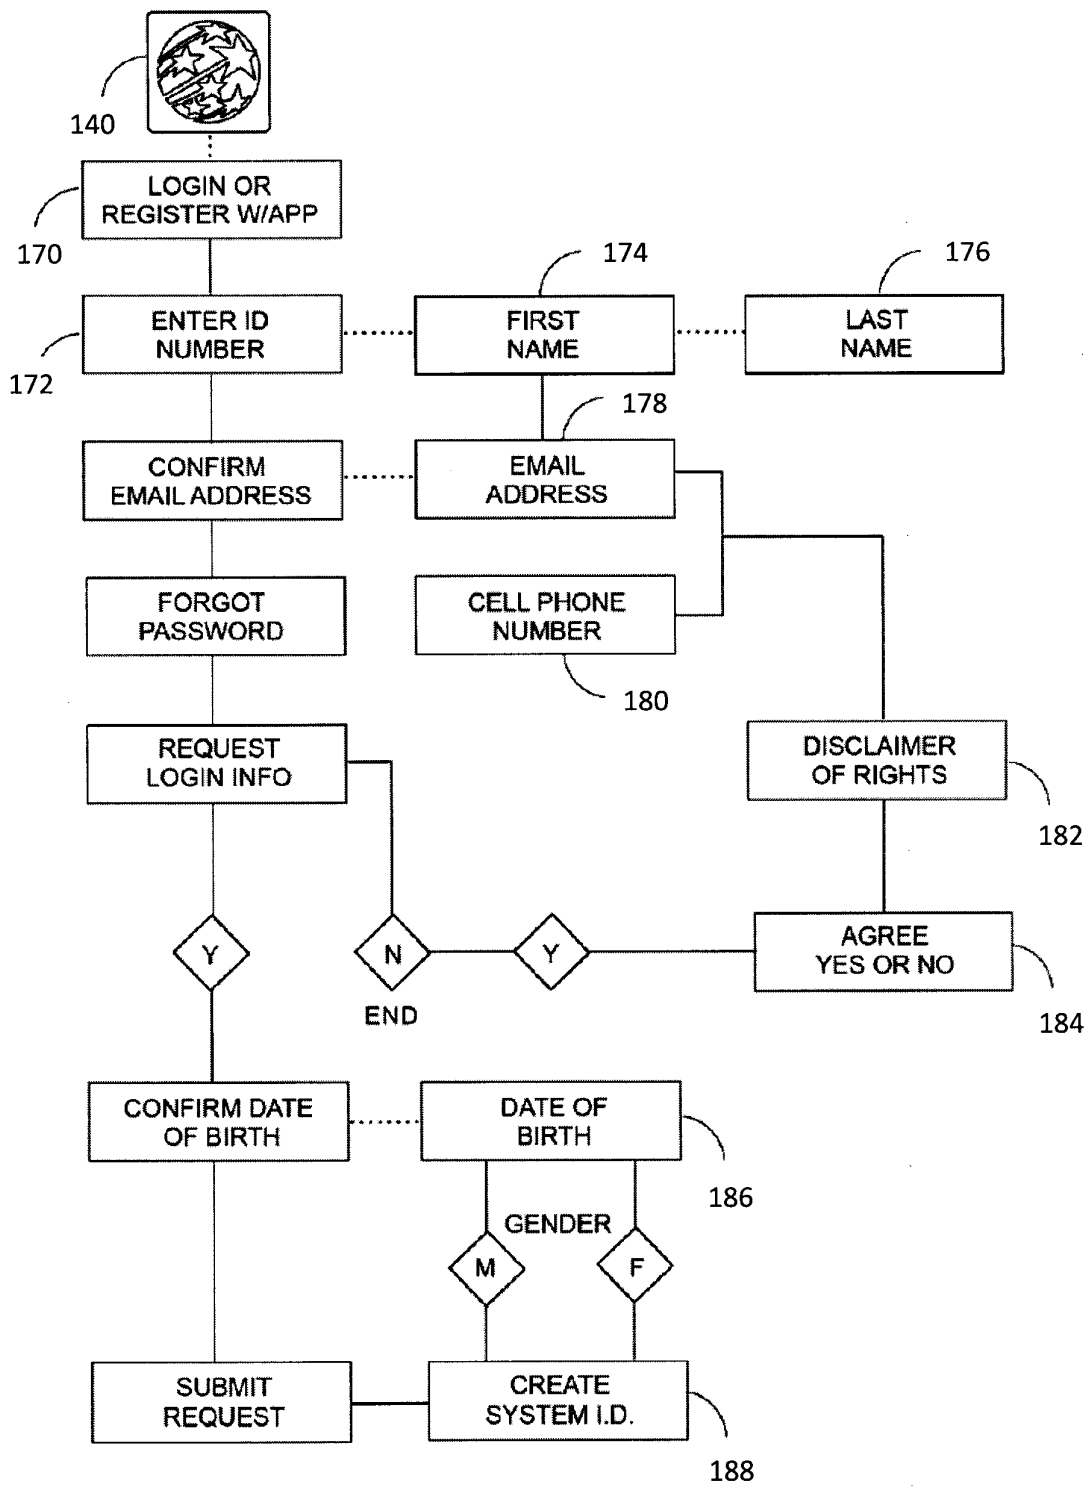 140
LOGIN OR
REGISTER W/APP
170
174
176
ENTER ID
NUMBER
FIRST
NAME
LAST
NAME
172
178
CONFIRM
EMAIL ADDRESS
EMAIL
ADDRESS
FORGOT
PASSWORD
CELL PHONE
NUMBER
180
REQUEST
LOGIN INFO
DISCLAIMER
OF RIGHTS
182
Y
N
Y
AGREE
YES OR NO
END
184
CONFIRM DATE
OF BIRTH
DATE OF
BIRTH
186
GENDER
M
F
SUBMIT
REQUEST
CREATE
SYSTEM I.D.
188